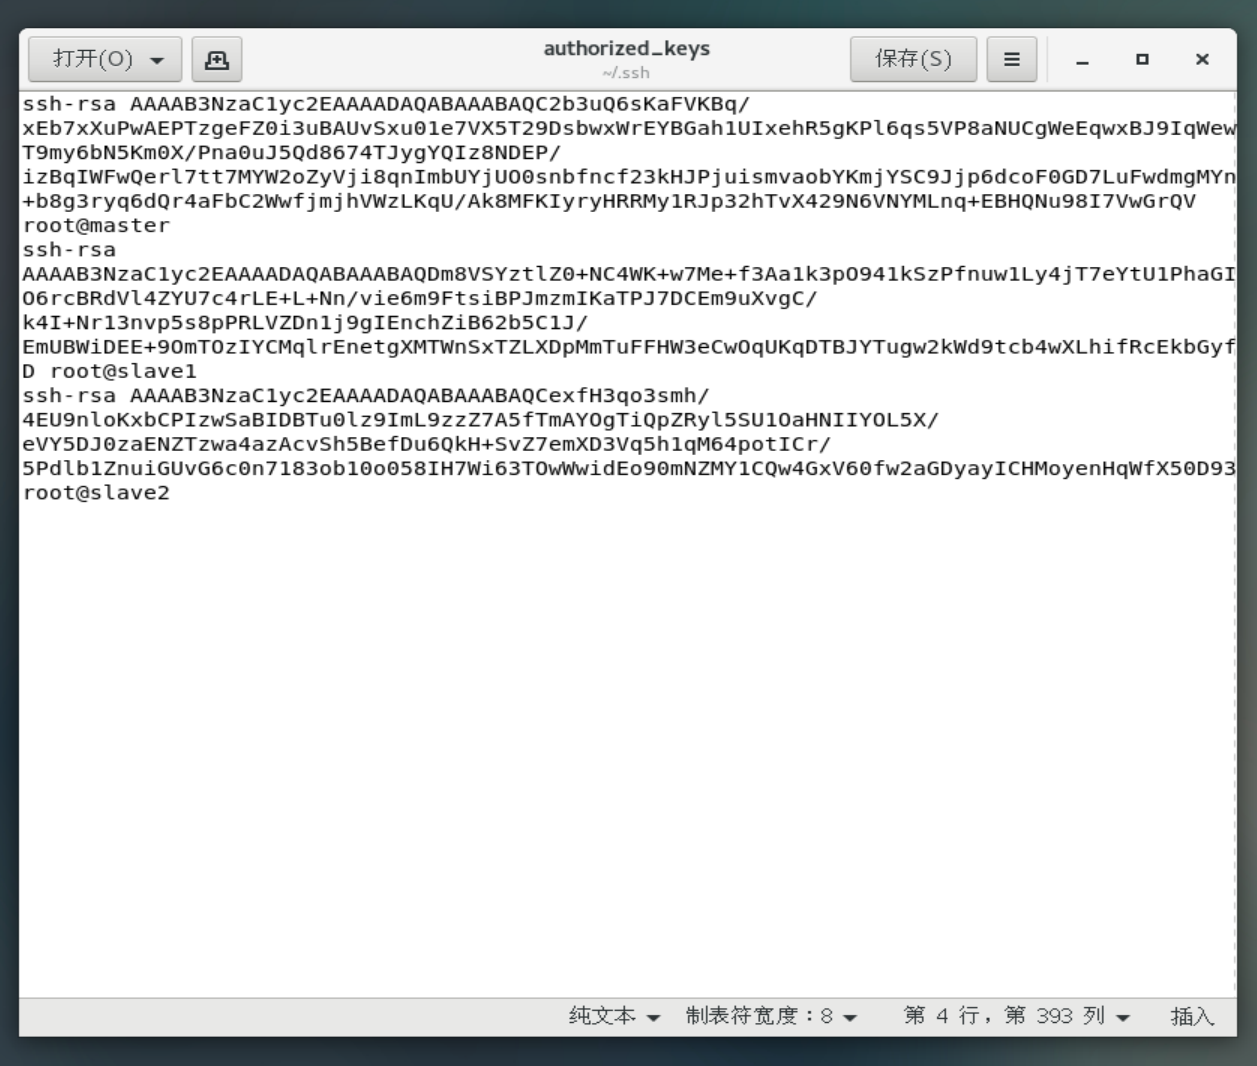 打开(O)
authorized_keys
~/.ssh
保存(S)
ssh-rsa AAAAB3NzaC1yc2EAAAADAQABAAABAQC2b3uQ6sKaFVKBq/
xEb7xXuPwAEPTzgeFZ0i3uBAUvSxu01e7VX5T29DsbwxWrEYBGah1UIxehR5gKPl6qs5VP8aNUCgWeEqwxBJ9IqWew
T9my6bN5Km0X/Pna0uJ5Qd8674TJygYQIz8NDEP/
izBqIWFwQerl7tt7MYW2oZyVji8qnImbUYjUO0snbfncf23kHJPjuismvaobYKmjYSC9Jjp6dcoF0GD7LuFwdmgMYn
+b8g3ryq6dQr4aFbC2WwfjmjhVWzLKqU/Ak8MFKIyryHRRMy1RJp32hTvX429N6VNYMLnq+EBHQNu98I7VwGrQV
root@master
ssh-rsa
AAAAB3NzaC1yc2EAAAADAQABAAABAQDm8VSYztlZ0+NC4WK+w7Me+f3Aa1k3pO941kSzPfnuw1Ly4jT7eYtU1PhaGI
O6rcBRdVl4ZYU7c4rLE+L+Nn/vie6m9FtsiBPJmzmIKaTPJ7DCEm9uXvgC/
k4I+Nr13nvp5s8pPRLVZDn1j9gIEnchZiB62b5C1J/
EmUBWiDEE+9OmTOzIYCMqlrEnetgXMTWnSxTZLXDpMmTuFFHW3eCwOqUKqDTBJYTugw2kWd9tcb4wXLhifRcEkbGyf
D root@slave1
ssh-rsa AAAAB3NzaC1yc2EAAAADAQABAAABAQCexfH3qo3smh/
4EU9nloKxbCPIzwSaBIDBTu0lz9ImL9zzZ7A5fTmAYOgTiQpZRyl5SU1OaHNIIYOL5X/
eVY5DJ0zaENZTzwa4azAcvSh5BefDu6QkH+SvZ7emXD3Vq5h1qM64potICr/
5Pdlb1ZnuiGUvG6c0n7183ob10o058IH7Wi63TOwWwidEo90mNZMY1CQw4GxV60fw2aGDyayICHMoyenHqWfX50D93
root@slave2
纯文本 制表符宽度：8 第 4 行，第 393 列 插入